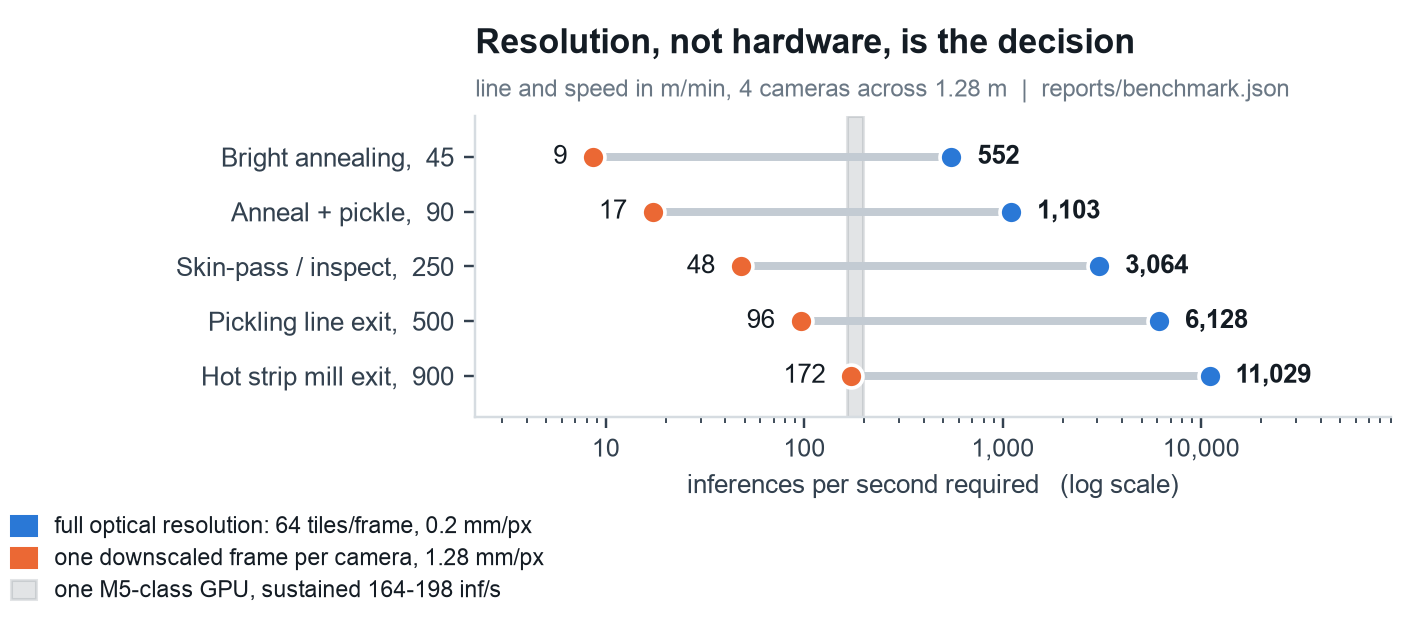 Resolution, not hardware, is the decision
line and speed in m/min, 4 cameras across 1.28 m | reports/benchmark.json
Bright annealing, 45
9
552
Anneal + pickle, 90
17
1,103
Skin-pass / inspect, 250
48
3,064
Pickling line exit, 500
96
6,128
Hot strip mill exit, 900
172
11,029
10
100
1,000
10,000
inferences per second required (log scale)
full optical resolution: 64 tiles/frame, 0.2 mm/px
one downscaled frame per camera, 1.28 mm/px
one M5-class GPU, sustained 164-198 inf/s